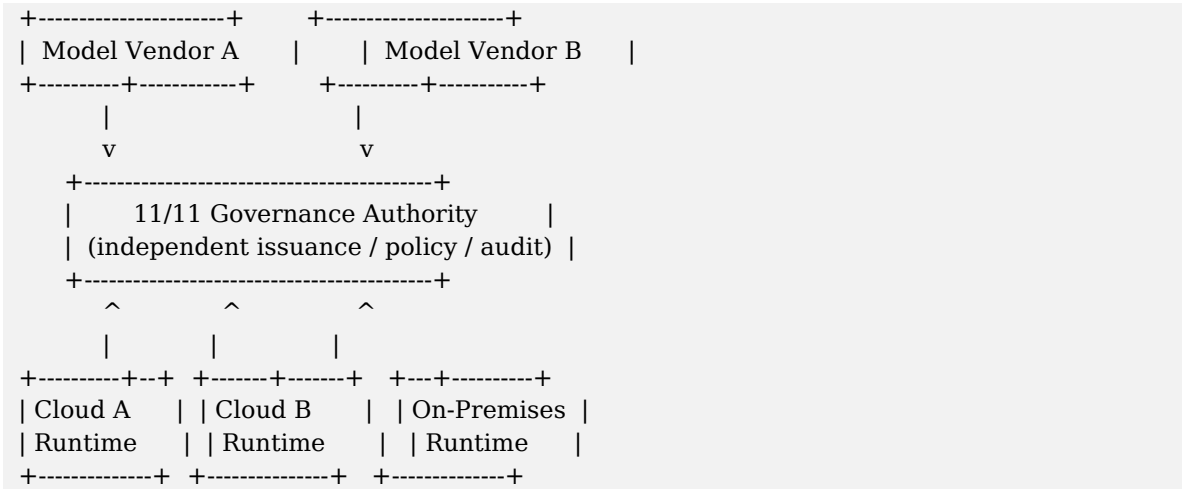 +-----------------------+ +---------------------+
| Model Vendor A | | Model Vendor B |
+----------+------------+ +----------+-----------+
| |
v v
+-------------------------------------------+
| 11/11 Governance Authority |
| (independent issuance / policy / audit) |
+-------------------------------------------+
^ ^ ^
| | |
+----------+--+ +-------+-------+ +---+----------+
| Cloud A | | Cloud B | | On-Premises |
| Runtime | | Runtime | | Runtime |
+--------------+ +---------------+ +--------------+